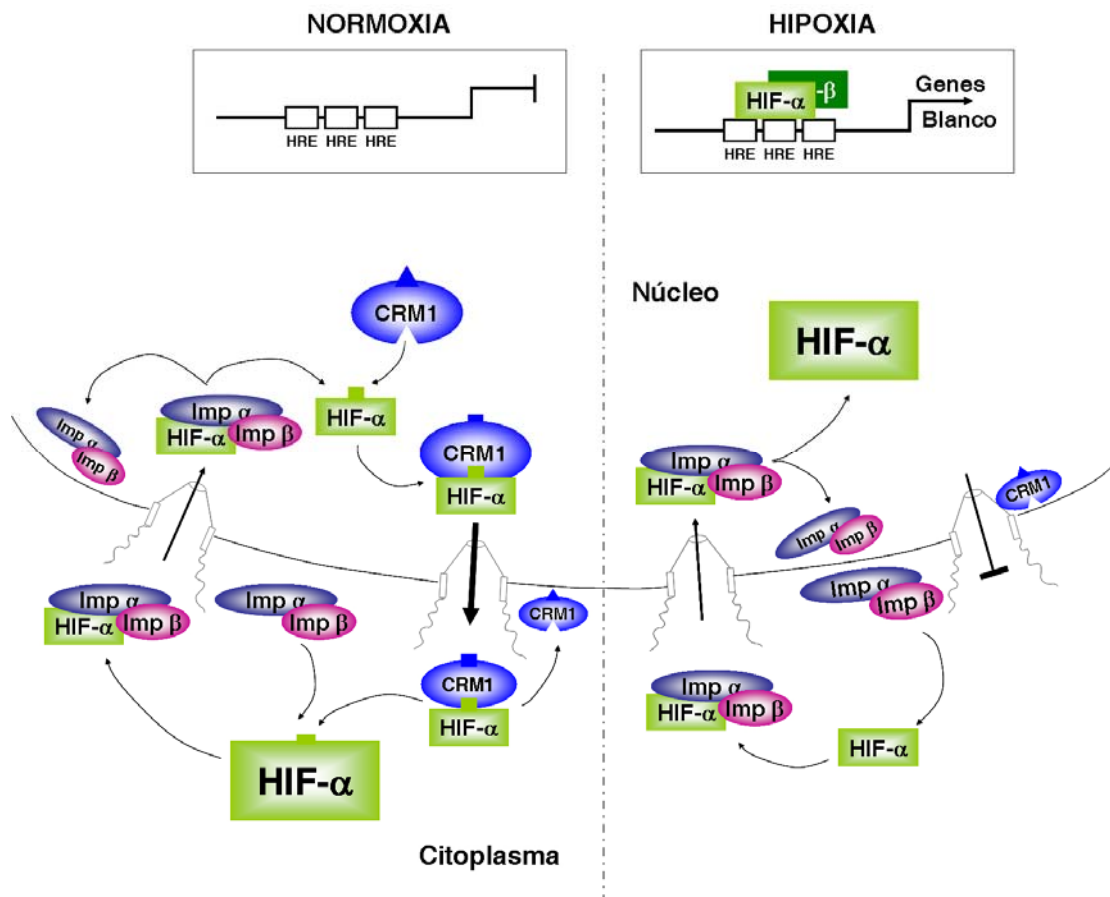 NORMOXIA
HRE HRE HRE
HIPOXIA
HIF-α -β
Genes
Blanco
HRE HRE HRE
CRM1
Imp α
HIF-α Imp β
Imp α
Imp β
HIF-α
CRM1
HIF-α
Imp α
HIF-α Imp β
Imp α
Imp β
CRM1
CRM1
HIF-α
HIF-α
Citoplasma
Núcleo
HIF-α
Imp α
HIF-α Imp β
CRM1
Imp α
Imp β
Imp α
Imp β
Imp α
HIF-α Imp β
HIF-α